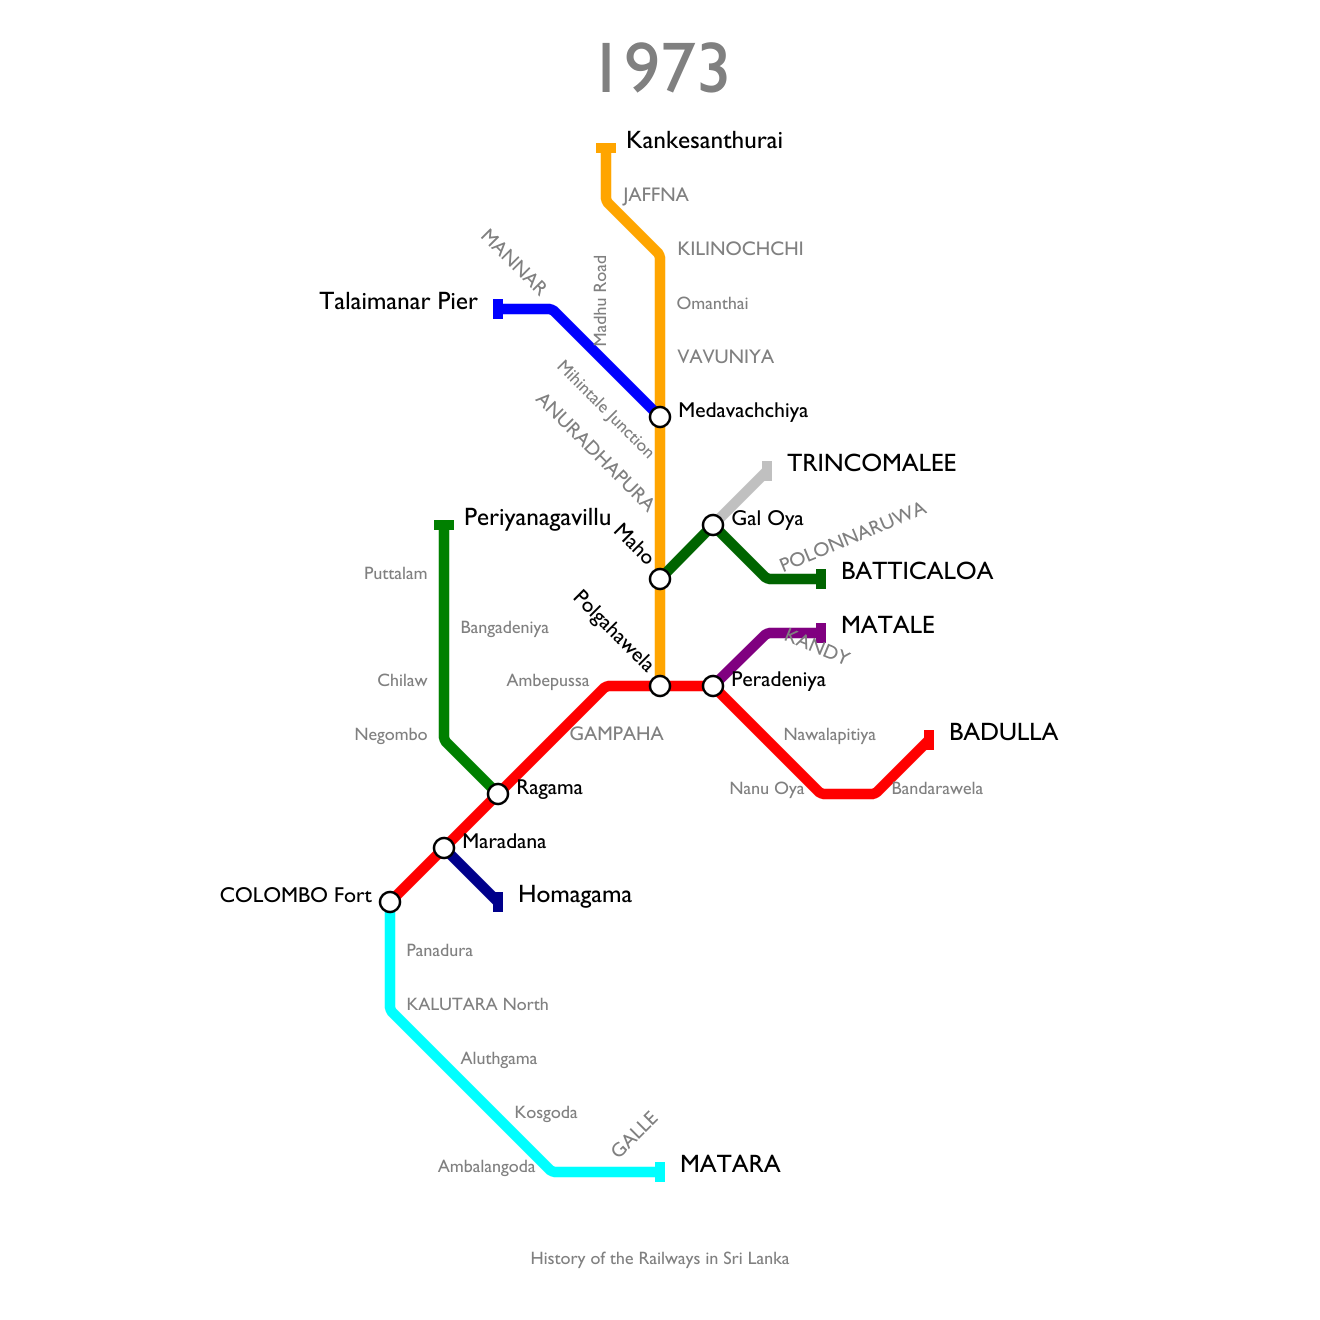 1973
Kankesanthurai
JAFFNA
MANNAR
KILINOCHCHI
Madhu Road
Talaimanar Pier
Omanthai
VAVUNIYA
Mihintale Junction
Medavachchiya
ANURADHAPURA
TRINCOMALEE
Periyanagavillu
Maho
Gal Oya
POLONNARUWA
Puttalam
BATTICALOA
Polgahawela
Bangadeniya
MATALE
KANDY
Chilaw
Ambepussa
Peradeniya
Negombo
GAMPAHA
Nawalapitiya
BADULLA
Ragama
Nanu Oya
Bandarawela
Maradana
COLOMBO Fort
Homagama
Panadura
KALUTARA North
Aluthgama
Kosgoda
GALLE
Ambalangoda
MATARA
History of the Railways in Sri Lanka